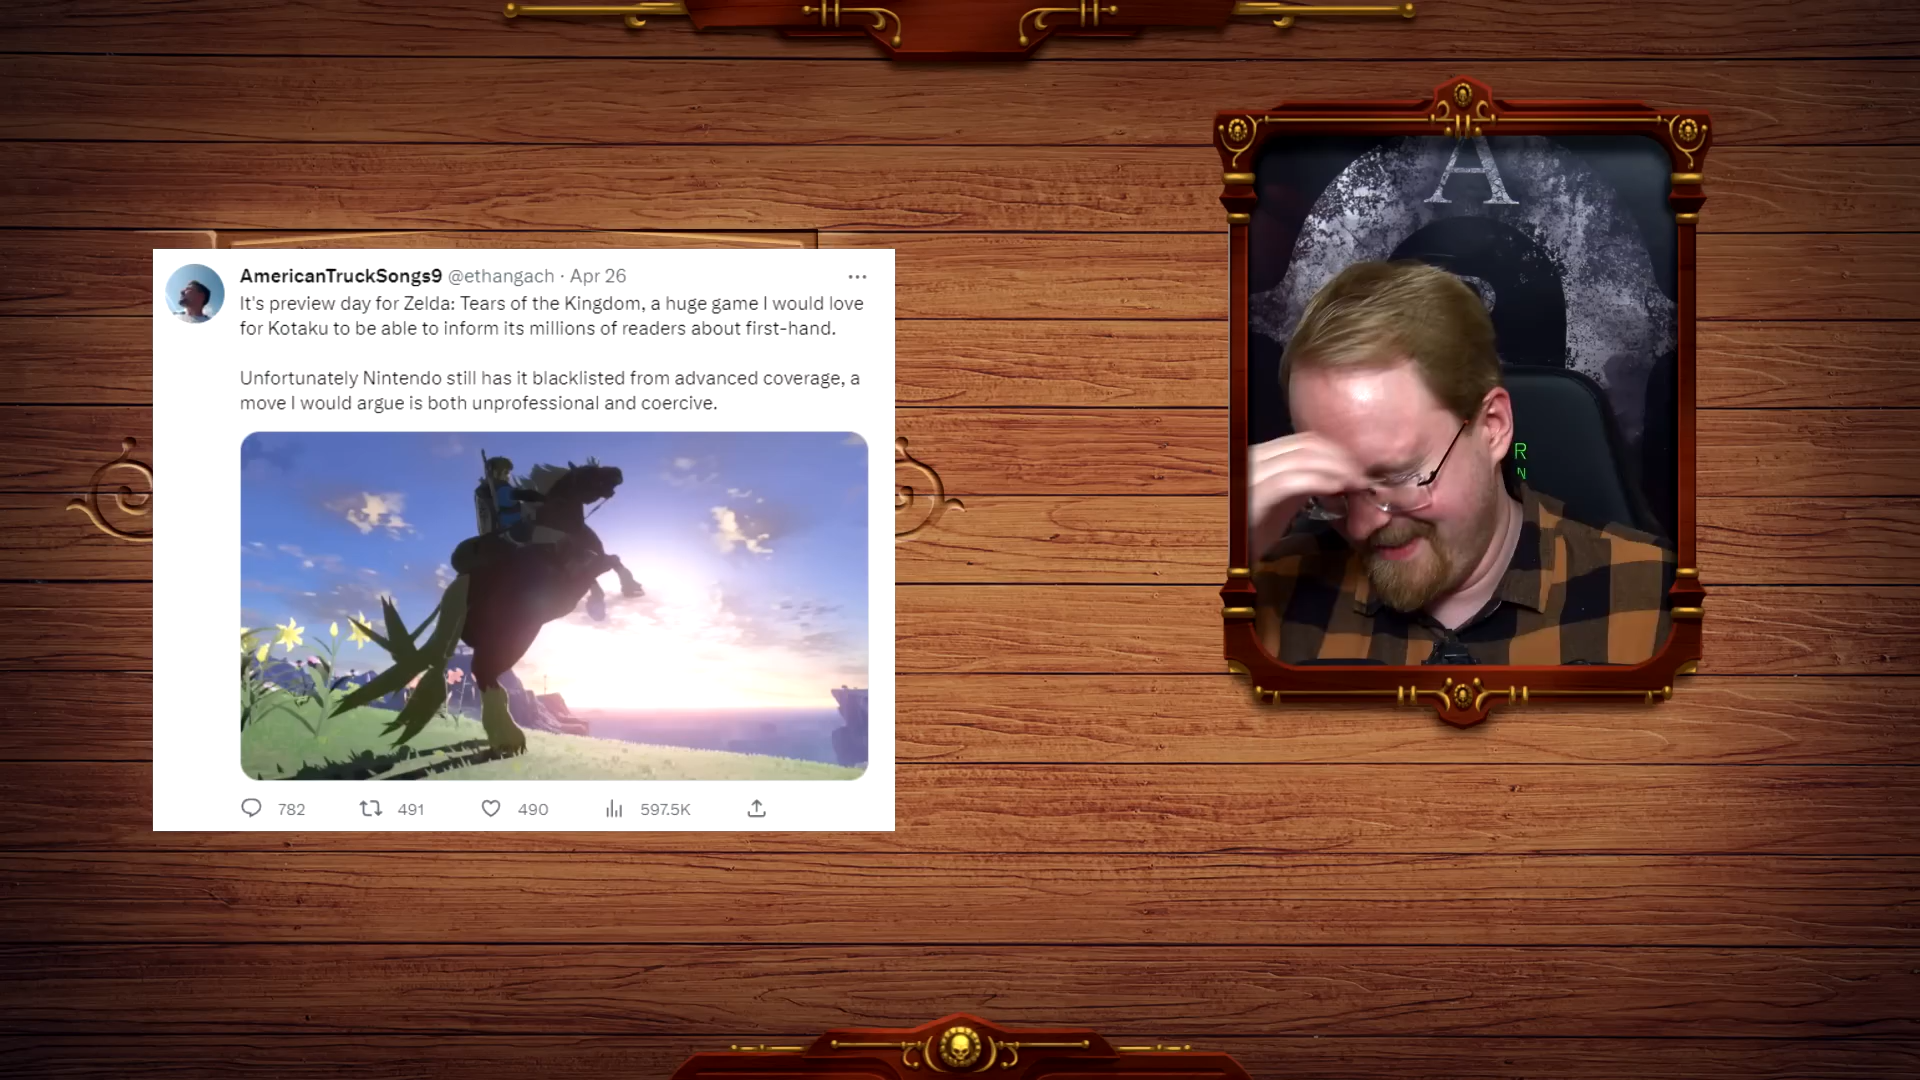 A
AmericanTruckSongs9 @ethangach · Apr 26
It's preview day for Zelda: Tears of the Kingdom, a huge game I would love
for Kotaku to be able to inform its millions of readers about first-hand.
Unfortunately Nintendo still has it blacklisted from advanced coverage, a
move I would argue is both unprofessional and coercive.
R
N
782 491 490 597.5K